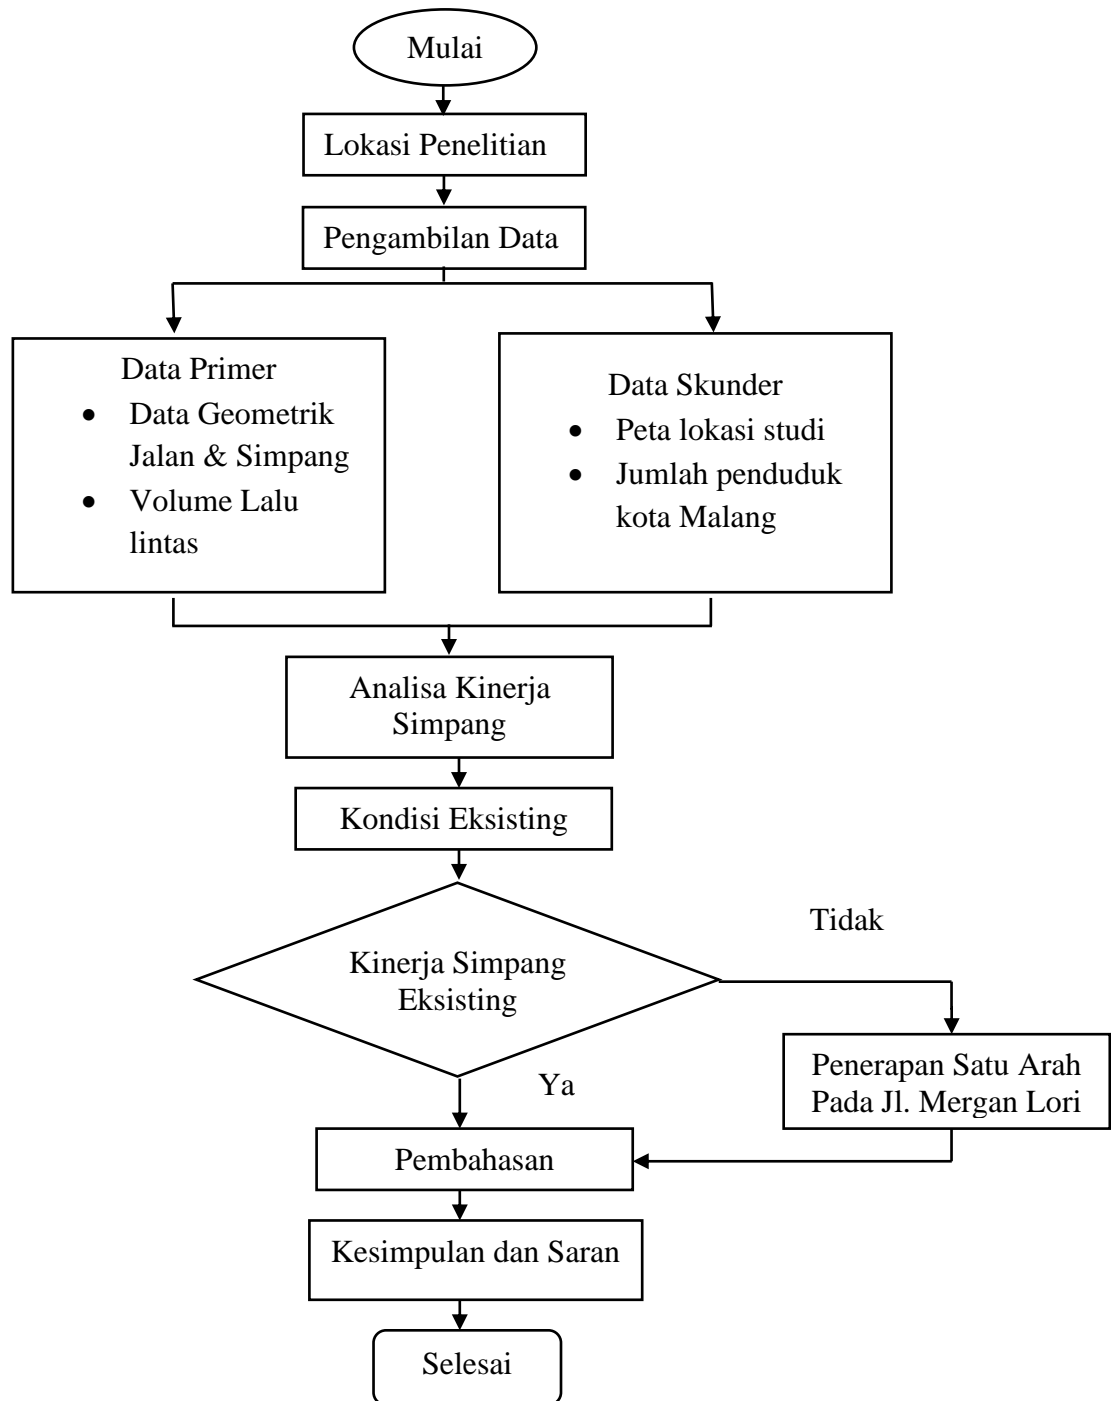 Mulai
Lokasi Penelitian
Pengambilan Data
Data Primer
• Data Geometrik
Jalan & Simpang
• Volume Lalu
lintas
Data Skunder
• Peta lokasi studi
• Jumlah penduduk
kota Malang
Analisa Kinerja
Simpang
Kondisi Eksisting
Kinerja Simpang
Eksisting
Tidak
Penerapan Satu Arah
Pada Jl. Mergan Lori
Ya
Pembahasan
Kesimpulan dan Saran
Selesai